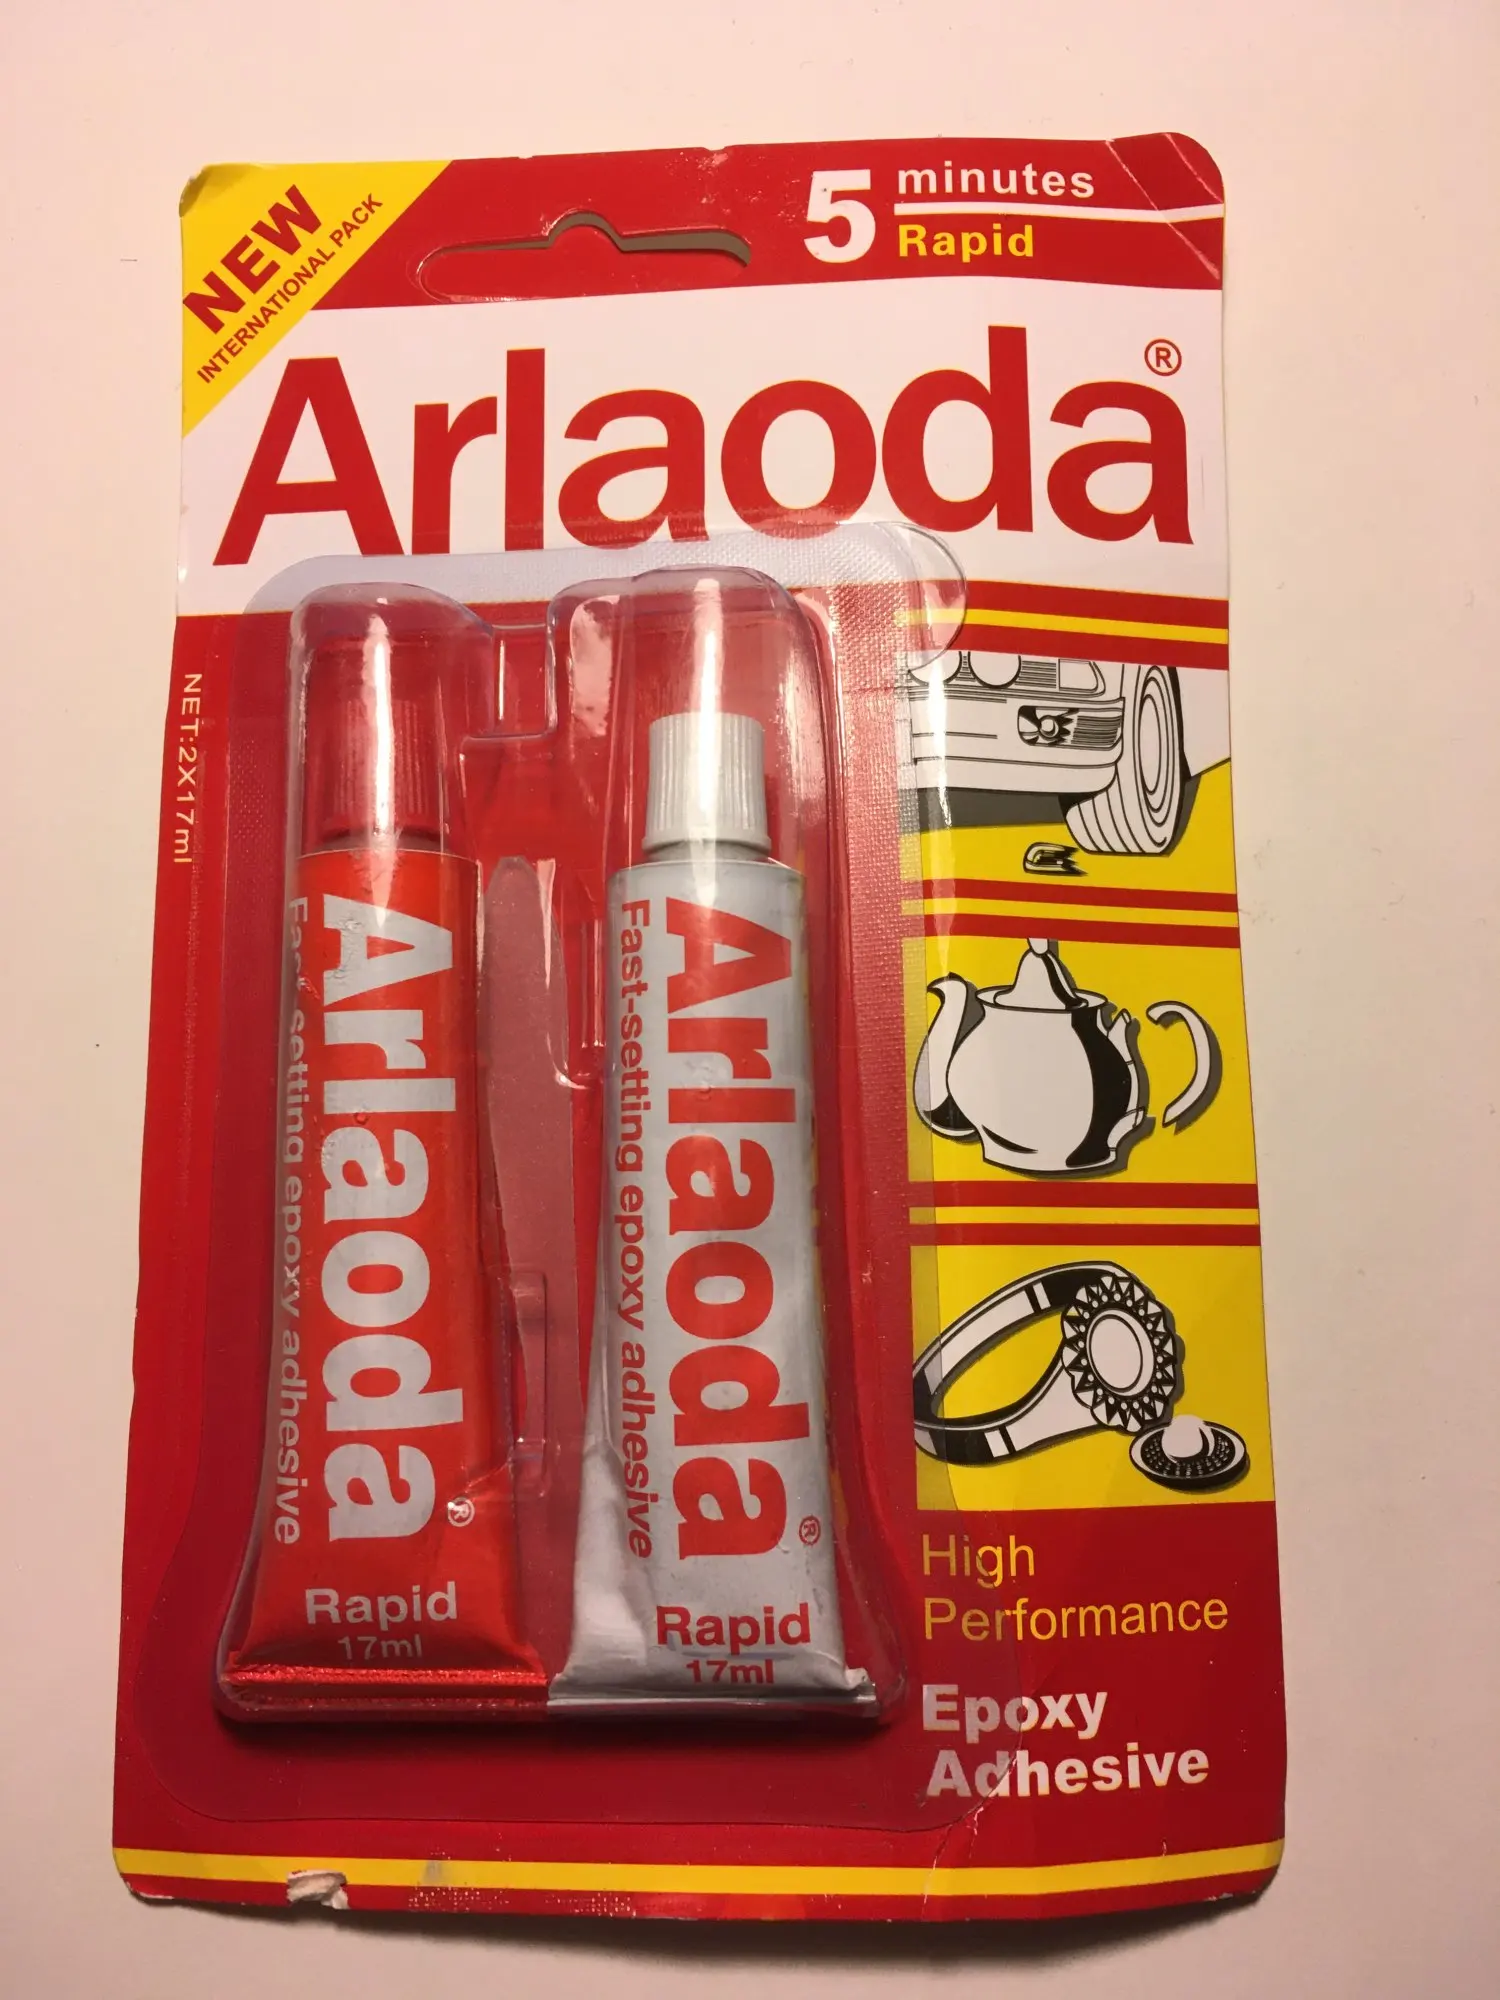 NEW
INTERNATIONAL PACK
5 minutes
Rapid
Arlaoda®
NET:2X17ml
Arlaoda®
Fast-setting epoxy adhesive
Rapid
17ml
Arlaoda®
Fast-setting epoxy adhesive
Rapid
17ml
High
Performance
Epoxy
Adhesive